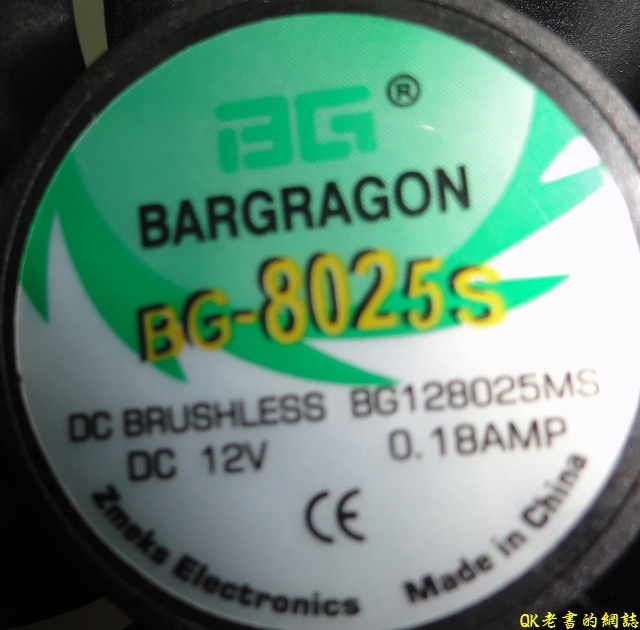 BG®
BARGRAGON
BG-8025S
DC BRUSHLESS BG128025MS
DC 12V 0.18AMP
CE
Zmeks Electronics Made in China
QK老書的網誌